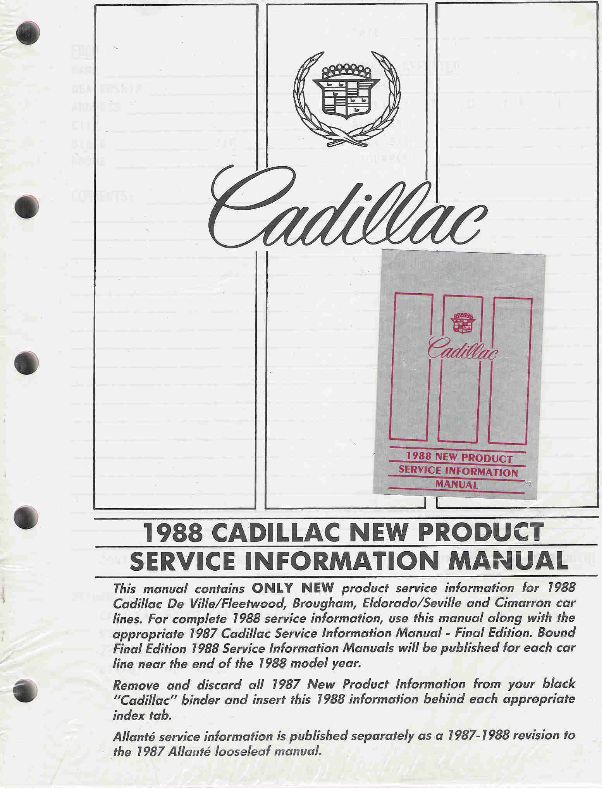 Cadillac
Cadillac
1988 NEW PRODUCT
SERVICE INFORMATION
MANUAL
1988 CADILLAC NEW PRODUCT
SERVICE INFORMATION MANUAL
This manual contains ONLY NEW product service information for 1988
Cadillac De Ville/Fleetwood, Brougham, Eldorado/Seville and Cimarron car
lines. For complete 1988 service information, use this manual along with the
appropriate 1987 Cadillac Service Information Manual - Final Edition. Bound
Final Edition 1988 Service Information Manuals will be published for each car
line near the end of the 1988 model year.
Remove and discard all 1987 New Product Information from your black
"Cadillac" binder and insert this 1988 information behind each appropriate
index tab.
Allanté service information is published separately as a 1987-1988 revision to
the 1987 Allanté looseleaf manual.